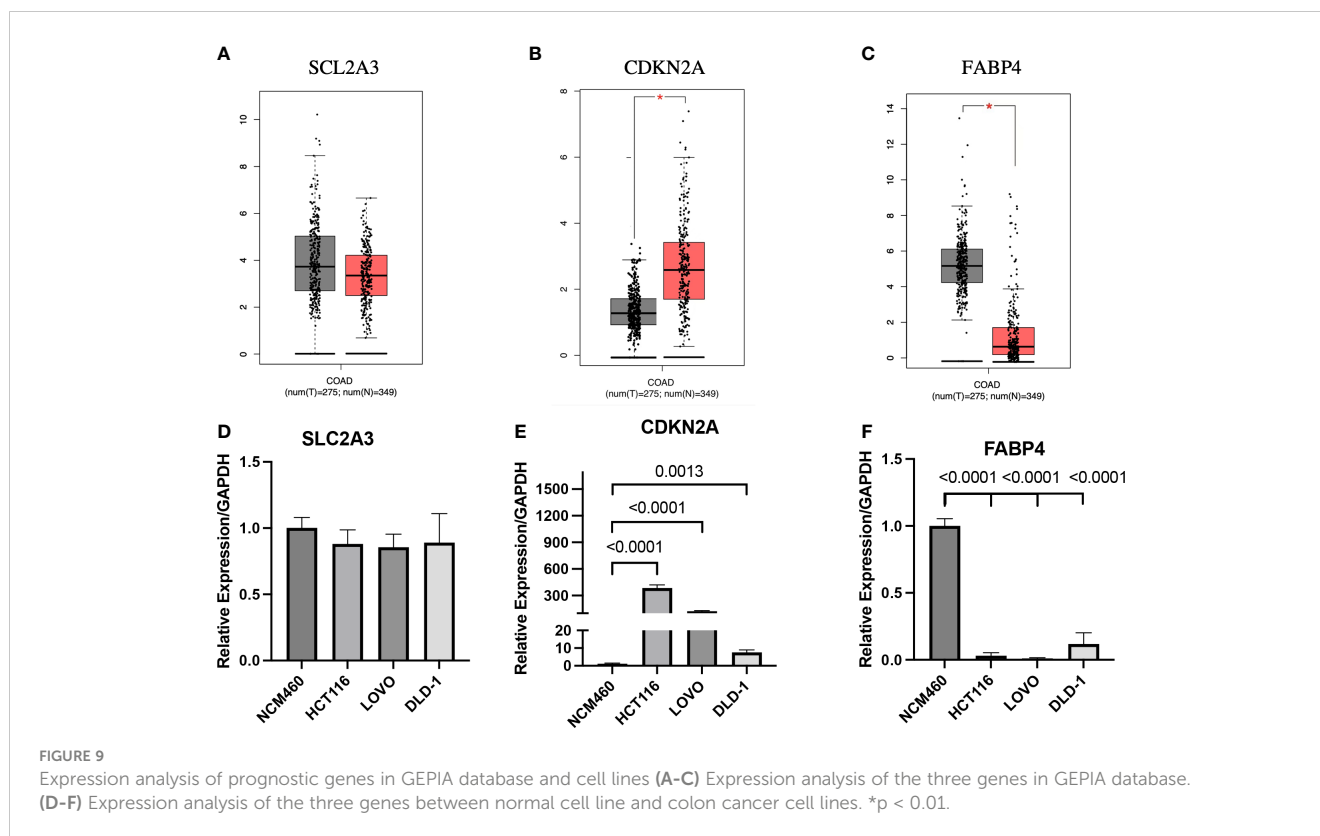 A
SCL2A3
10
8
6
4
2
0
COAD
(num(T)=275; num(N)=349)
B
CDKN2A
*
8
6
4
2
0
COAD
(num(T)=275; num(N)=349)
C
FABP4
*
14
12
10
8
6
4
2
0
COAD
(num(T)=275; num(N)=349)
D
SLC2A3
Relative Expression/GAPDH
1.5
1.0
0.5
0.0
NCM460
HCT116
LOVO
DLD-1
E
CDKN2A
Relative Expression/GAPDH
1500
1200
900
600
300
20
10
0
0.0013
<0.0001
<0.0001
NCM460
HCT116
LOVO
DLD-1
F
FABP4
Relative Expression/GAPDH
1.5
1.0
0.5
0.0
<0.0001 <0.0001 <0.0001
NCM460
HCT116
LOVO
DLD-1
FIGURE 9
Expression analysis of prognostic genes in GEPIA database and cell lines (A-C) Expression analysis of the three genes in GEPIA database.
(D-F) Expression analysis of the three genes between normal cell line and colon cancer cell lines. *p < 0.01.